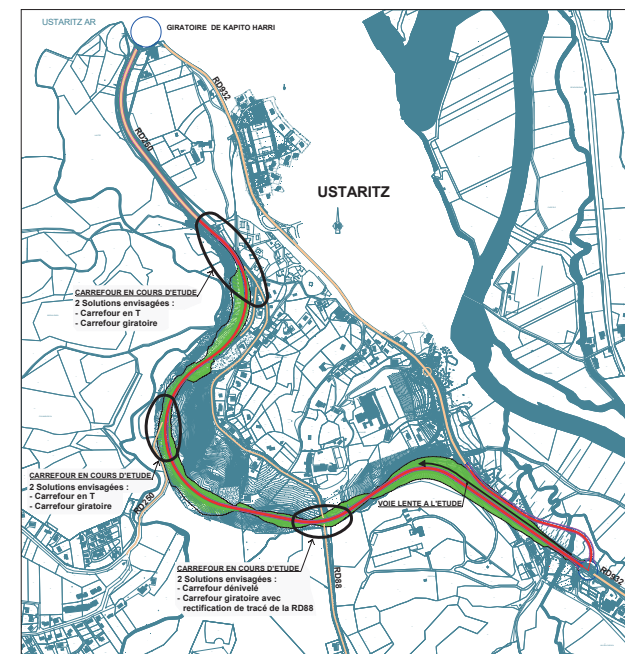 USTARITZ AR
GIRATOIRE DE KAPITO HARRI
RD932
RD250
USTARITZ
CARREFOUR EN COURS D'ETUDE
2 Solutions envisagées :
- Carrefour en T
- Carrefour giratoire
CARREFOUR EN COURS D'ETUDE
2 Solutions envisagées :
- Carrefour en T
- Carrefour giratoire
RD250
VOIE LENTE A L'ETUDE
RD932
CARREFOUR EN COURS D'ETUDE
2 Solutions envisagées :
- Carrefour dénivelé
- Carrefour giratoire avec
rectification de tracé de la RD88
RD88